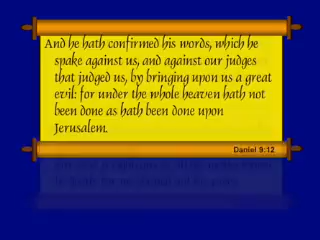 And he hath confirmed his words, which he
spake against us, and against our judges
that judged us, by bringing upon us a great
evil: for under the whole heaven hath not
been done as hath been done upon
Jerusalem.
Daniel 9:12